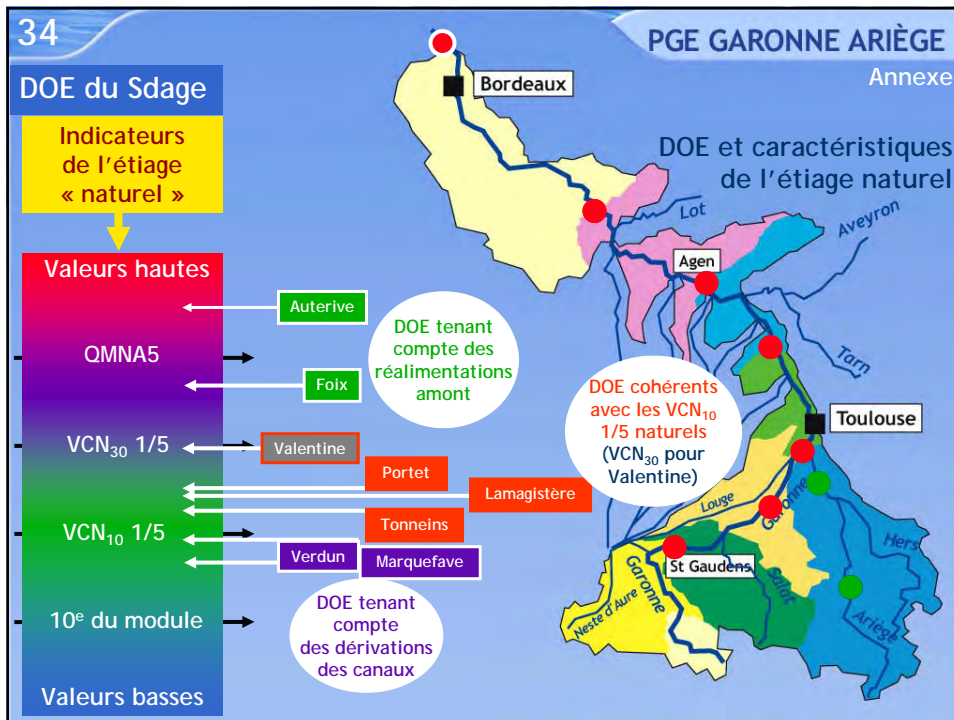 34
PGE GARONNE ARIÈGE
Annexe
DOE du Sdage
Indicateurs
de l'étiage
« naturel »
DOE et caractéristiques
de l'étiage naturel
Valeurs hautes
QMNA5
VCN30 1/5
VCN10 1/5
10e du module
Valeurs basses
Auterive
Foix
Valentine
Portet
Lamagistère
Tonneins
Verdun
Marquefave
DOE tenant
compte des
réalimentations
amont
DOE cohérents
avec les VCN10
1/5 naturels
(VCN30 pour
Valentine)
DOE tenant
compte
des dérivations
des canaux
Bordeaux
Lot
Aveyron
Agen
Tarn
Toulouse
Louge
Garonne
Hers
St Gaudens
Salat
Ariège
Neste d'Aure
Garonne